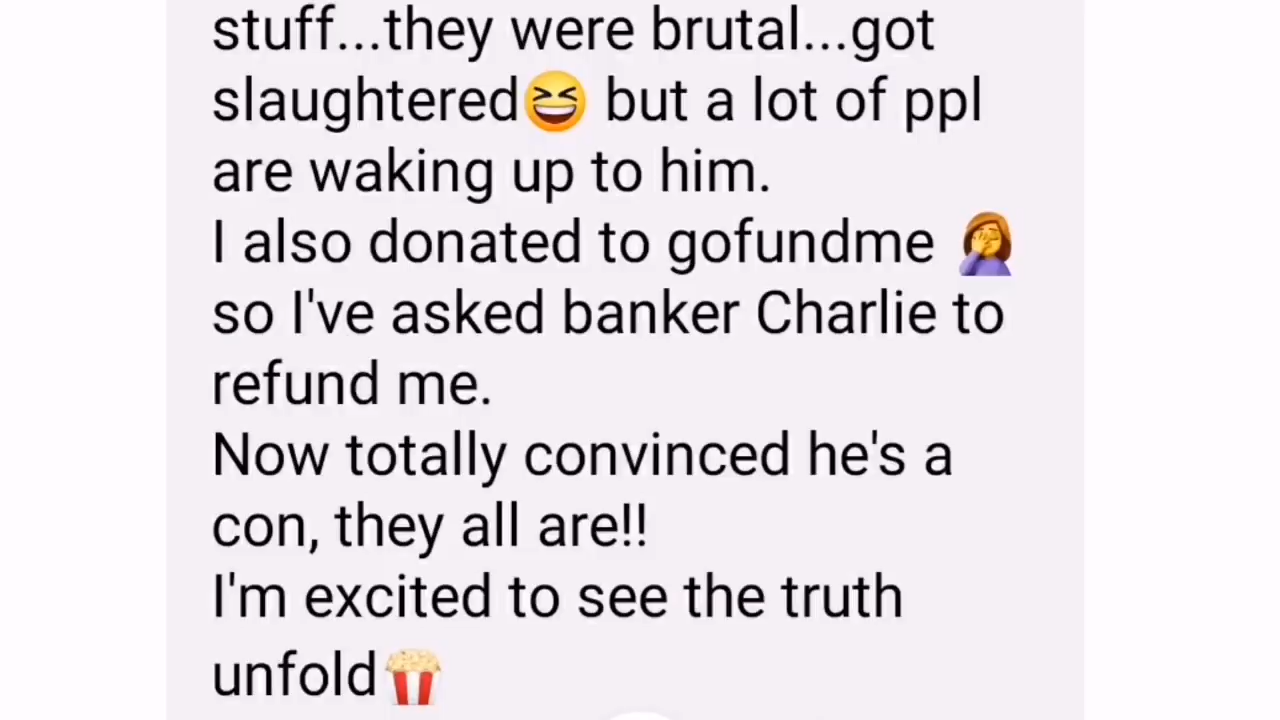 stuff...they were brutal...got
slaughtered😆 but a lot of ppl
are waking up to him.
I also donated to gofundme 🤦‍♀️
so I've asked banker Charlie to
refund me.
Now totally convinced he's a
con, they all are!!
I'm excited to see the truth
unfold🍿